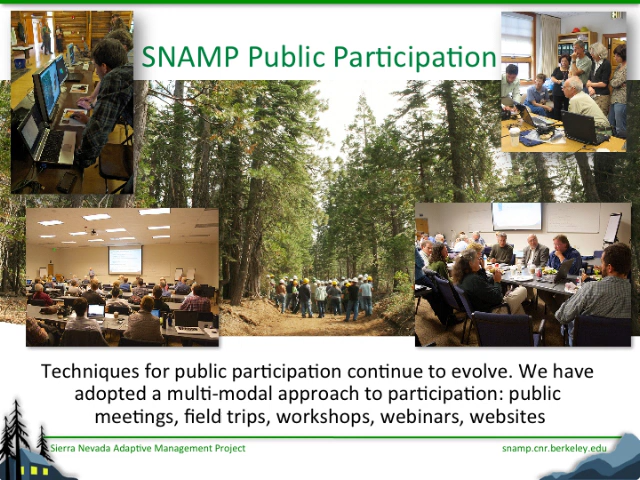 SNAMP Public Participation
Techniques for public participation continue to evolve. We have
adopted a multi-modal approach to participation: public
meetings, field trips, workshops, webinars, websites
Sierra Nevada Adaptive Management Project
snamp.cnr.berkeley.edu